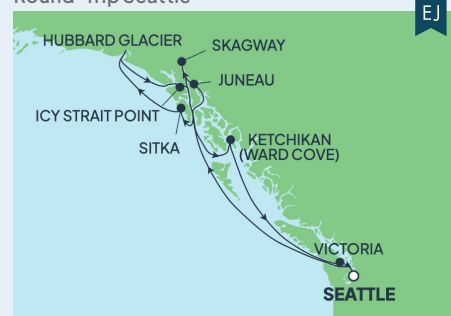 Round-Trip Seattle
EJ
HUBBARD GLACIER
SKAGWAY
JUNEAU
ICY STRAIT POINT
SITKA
KETCHIKAN
(WARD COVE)
VICTORIA
SEATTLE